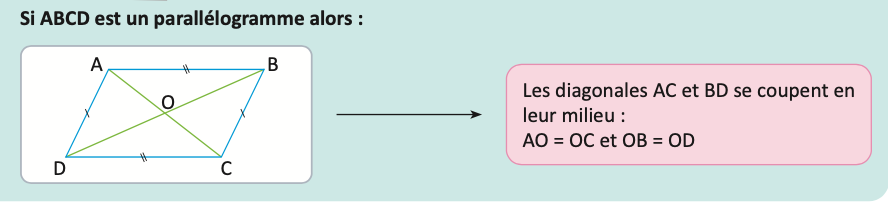 Si ABCD est un parallélogramme alors :
A
B
O
D
C
Les diagonales AC et BD se coupent en
leur milieu :
AO = OC et OB = OD